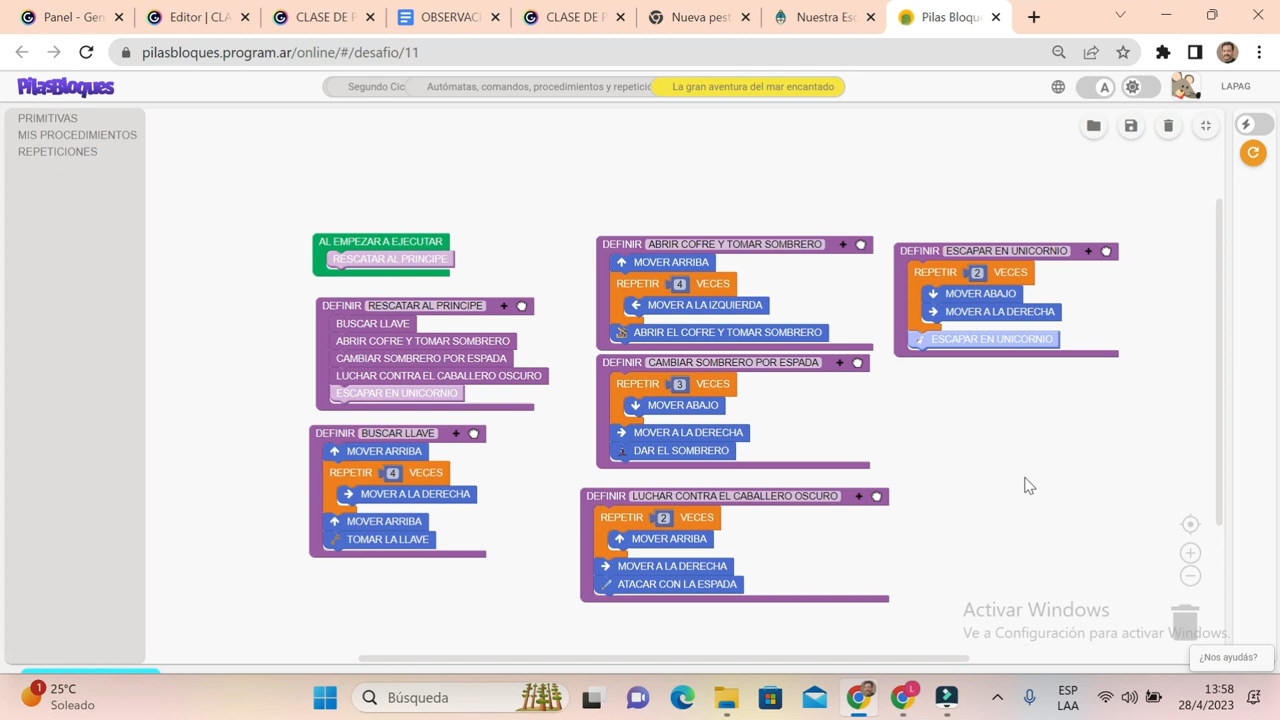 Panel - Gen
Editor | CLA
CLASE DE P
OBSERVAC
CLASE DE P
Nueva pest
Nuestra Esc
Pilas Bloque
pilasbloques.program.ar/online/#/desafio/11
PilasBloques
Segundo Cic
Autómatas, comandos, procedimientos y repetició
La gran aventura del mar encantado
A
LAPAG
PRIMITIVAS
MIS PROCEDIMIENTOS
REPETICIONES
AL EMPEZAR A EJECUTAR
RESCATAR AL PRINCIPE
DEFINIR RESCATAR AL PRINCIPE +
BUSCAR LLAVE
ABRIR COFRE Y TOMAR SOMBRERO
CAMBIAR SOMBRERO POR ESPADA
LUCHAR CONTRA EL CABALLERO OSCURO
ESCAPAR EN UNICORNIO
DEFINIR BUSCAR LLAVE +
MOVER ARRIBA
REPETIR 4 VECES
MOVER A LA DERECHA
MOVER ARRIBA
TOMAR LA LLAVE
DEFINIR ABRIR COFRE Y TOMAR SOMBRERO +
MOVER ARRIBA
REPETIR 4 VECES
MOVER A LA IZQUIERDA
ABRIR EL COFRE Y TOMAR SOMBRERO
DEFINIR CAMBIAR SOMBRERO POR ESPADA +
REPETIR 3 VECES
MOVER ABAJO
MOVER A LA DERECHA
DAR EL SOMBRERO
DEFINIR LUCHAR CONTRA EL CABALLERO OSCURO +
REPETIR 2 VECES
MOVER ARRIBA
MOVER A LA DERECHA
ATACAR CON LA ESPADA
DEFINIR ESCAPAR EN UNICORNIO +
REPETIR 2 VECES
MOVER ABAJO
MOVER A LA DERECHA
ESCAPAR EN UNICORNIO
Activar Windows
Ve a Configuración para activar Windows.
¿Nos ayudás?
1
25°C
Soleado
Búsqueda
L
ESP
LAA
13:58
28/4/2023